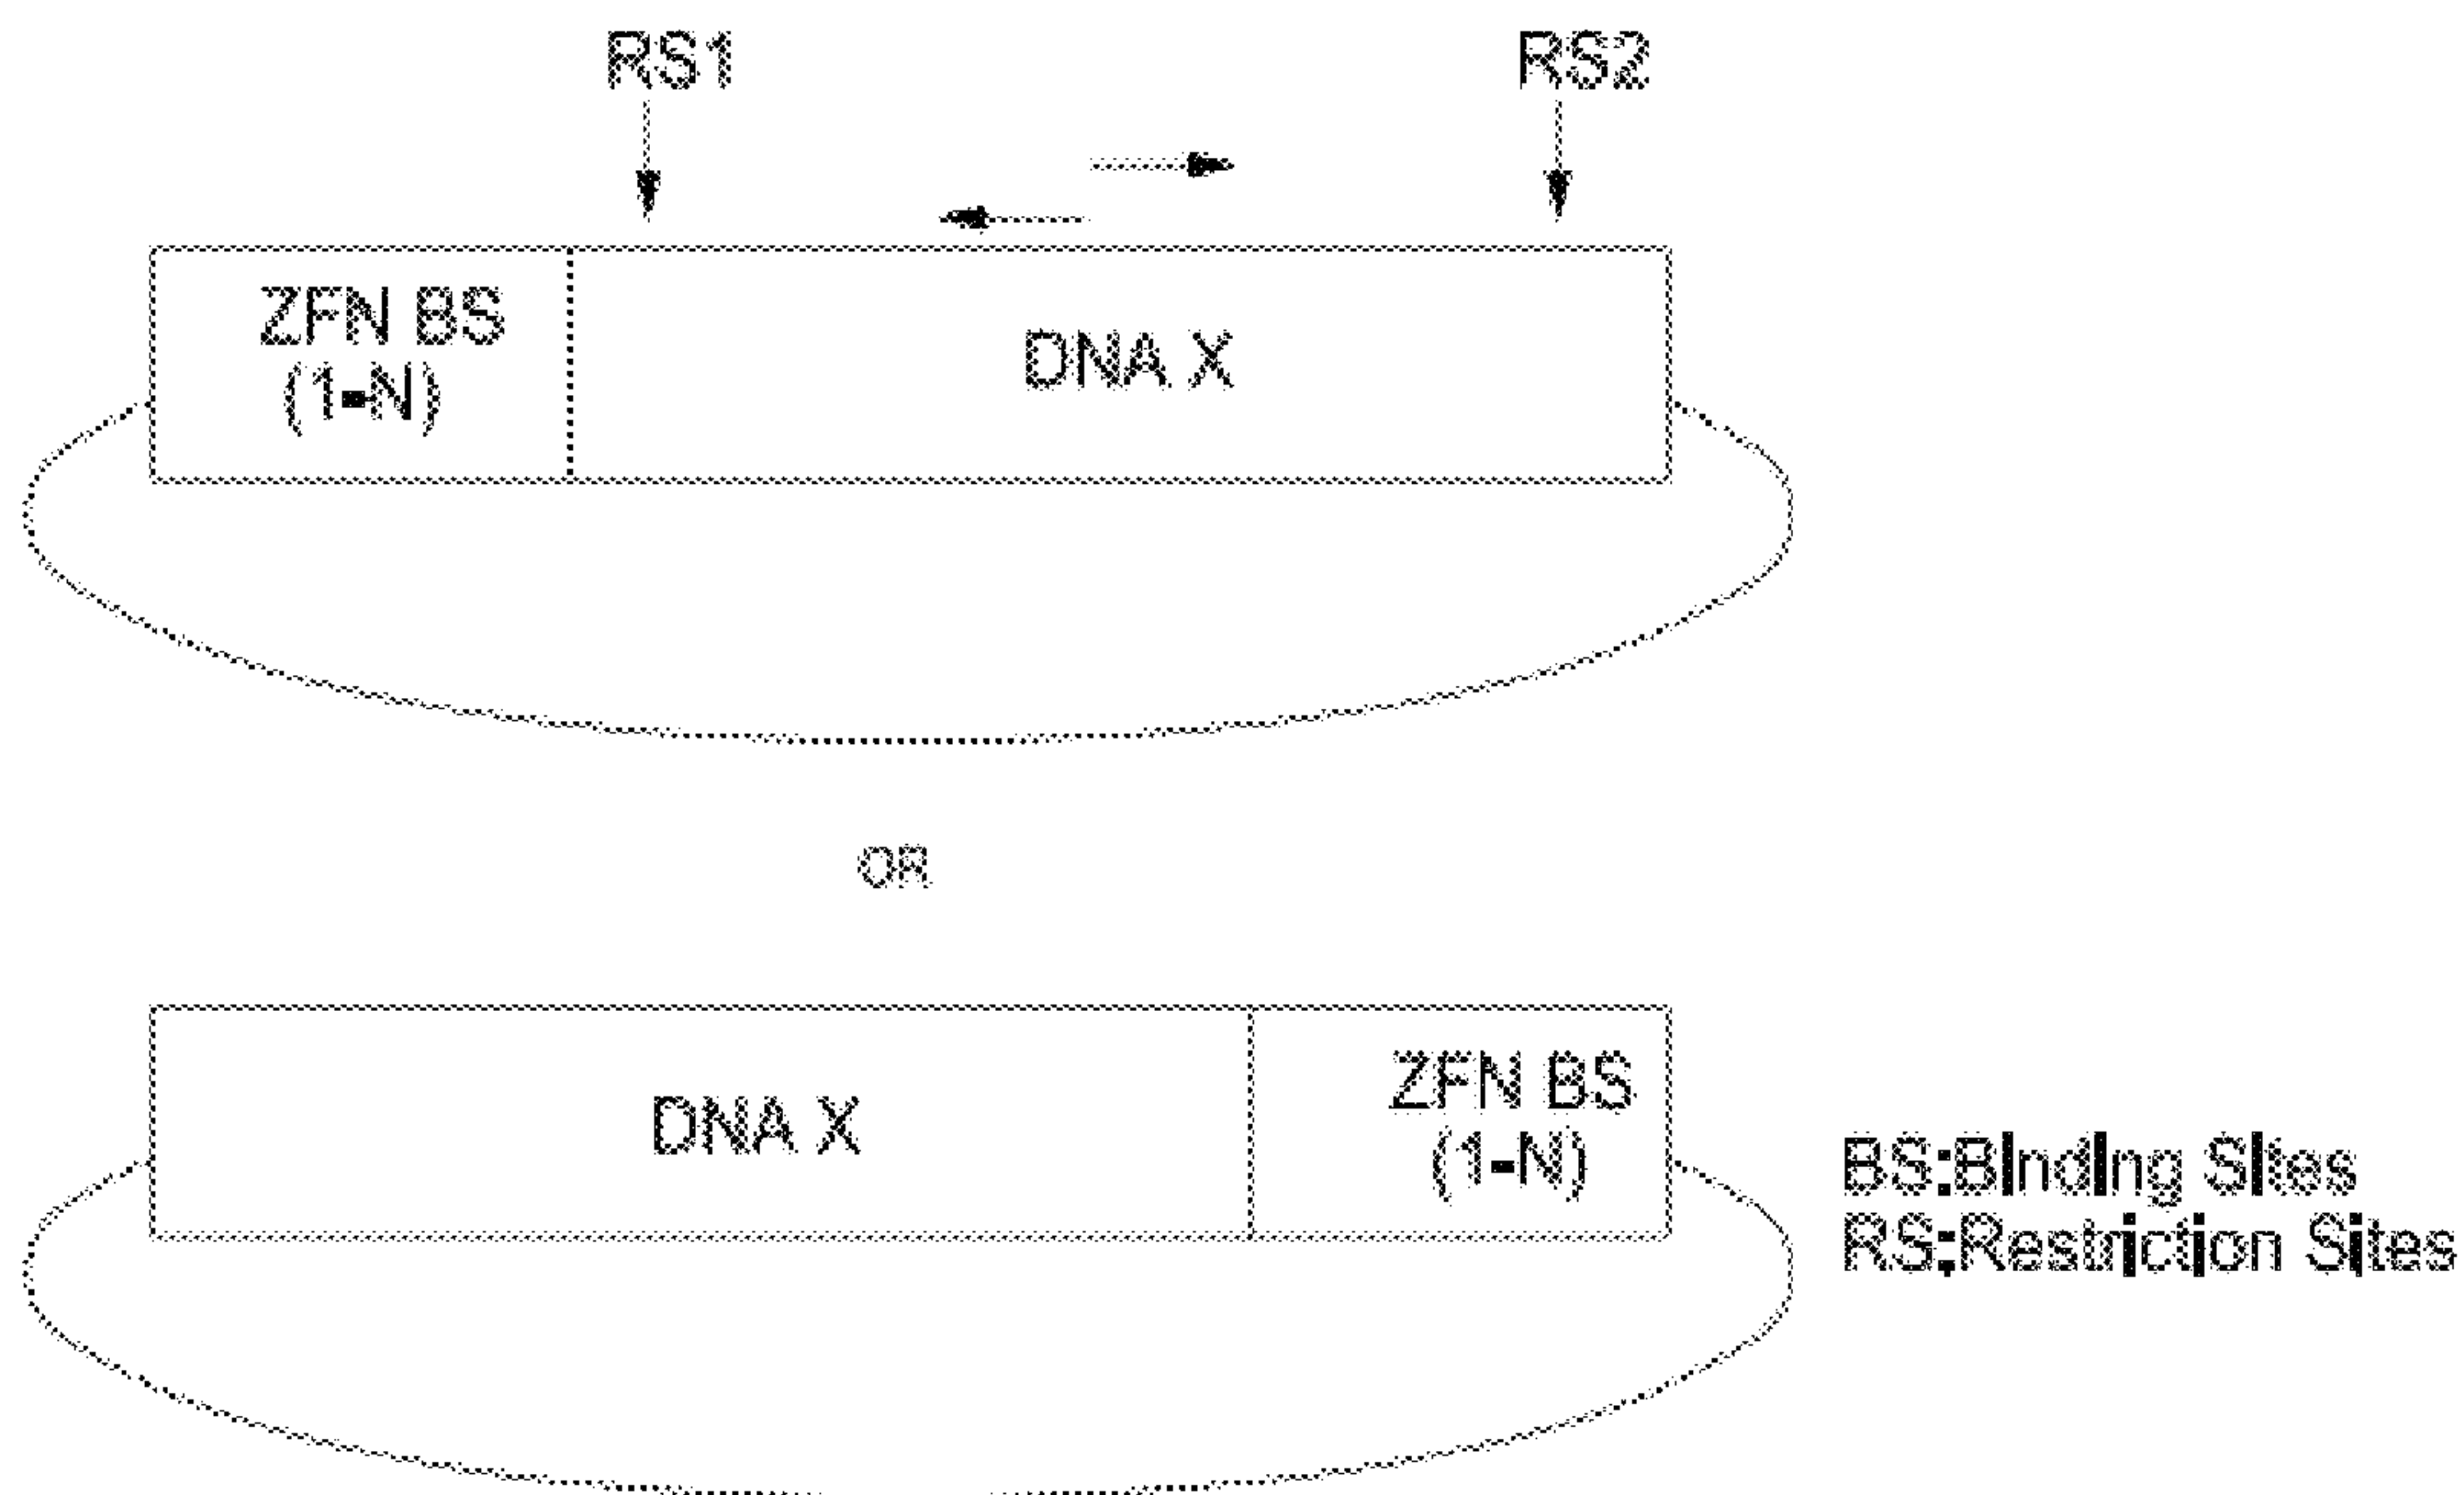 RS1
RS2
ZFN BS
(1-N)
DNA X
OR
DNA X
ZFN BS
(1-N)
BS:Binding Sites
RS:Restriction Sites